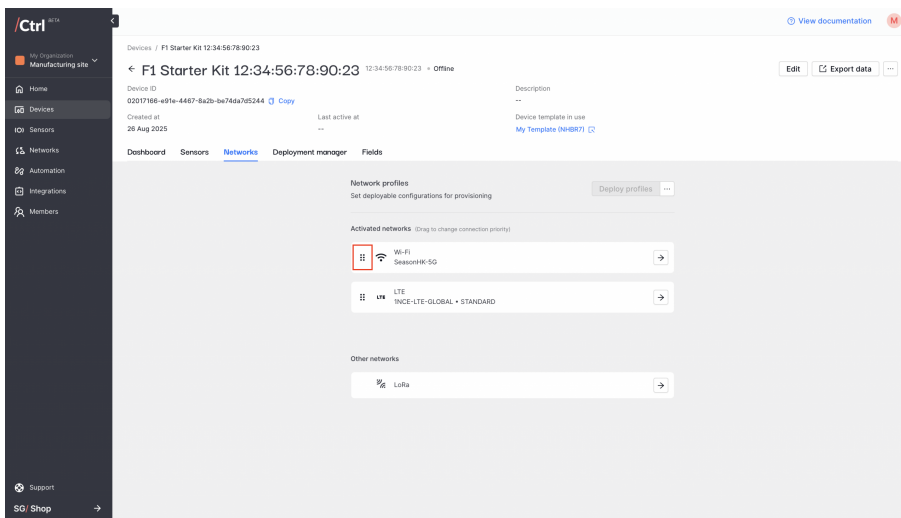 /Ctrl BETA
View documentation
M
My Organization
Manufacturing site
Home
Devices
Sensors
Networks
Automation
Integrations
Members
Support
SG/ Shop
Devices / F1 Starter Kit 12:34:56:78:90:23
F1 Starter Kit 12:34:56:78:90:23 12:34:56:78:90:23 • Offline
Edit Export data ...
Device ID
02017166-e91e-4467-8a2b-be74da7d5244 Copy
Description
--
Created at
26 Aug 2025
Last active at
--
Device template in use
My Template (NHBR7)
Dashboard Sensors Networks Deployment manager Fields
Network profiles
Set deployable configurations for provisioning
Deploy profiles ...
Activated networks (Drag to change connection priority)
Wi-Fi
SeasonHK-5G
LTE
LTE
1NCE-LTE-GLOBAL • STANDARD
Other networks
LoRa